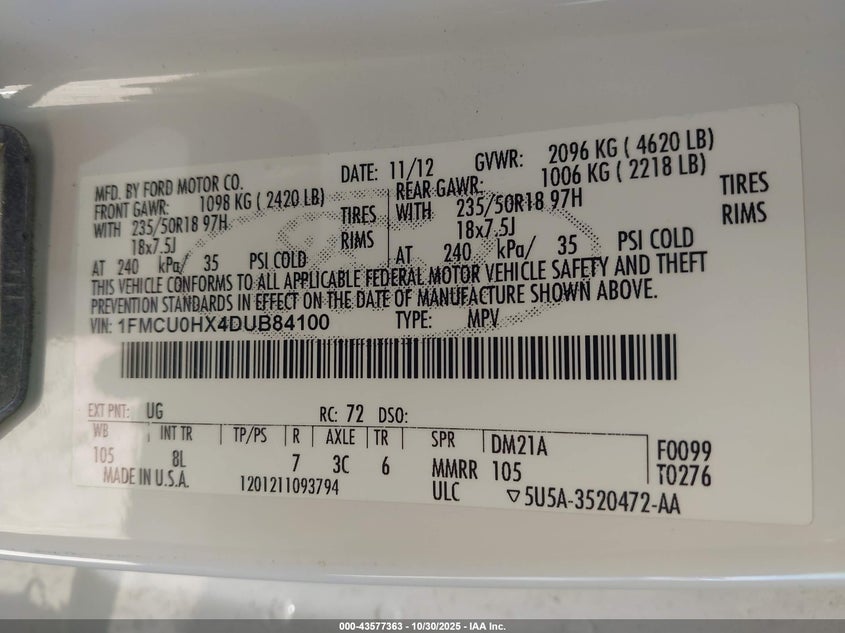 MFD. BY FORD MOTOR CO. DATE: 11/12 GVWR: 2096 KG ( 4620 LB)
FRONT GAWR: 1098 KG ( 2420 LB) REAR GAWR: 1006 KG ( 2218 LB)
WITH 235/50R18 97H TIRES WITH 235/50R18 97H TIRES
18x7.5J RIMS 18x7.5J RIMS
AT 240 kPa/ 35 PSI COLD AT 240 kPa/ 35 PSI COLD
THIS VEHICLE CONFORMS TO ALL APPLICABLE FEDERAL MOTOR VEHICLE SAFETY AND THEFT
PREVENTION STANDARDS IN EFFECT ON THE DATE OF MANUFACTURE SHOWN ABOVE.
VIN: 1FMCU0HX4DUB84100 TYPE: MPV
EXT PNT: UG RC: 72 DSO:
WB INT TR TP/PS R AXLE TR SPR DM21A F0099
105 8L 7 3C 6 MMRR 105 T0276
MADE IN U.S.A. 1201211093794 ULC ▽5U5A-3520472-AA
000-43577363 - 10/30/2025 - IAA Inc.